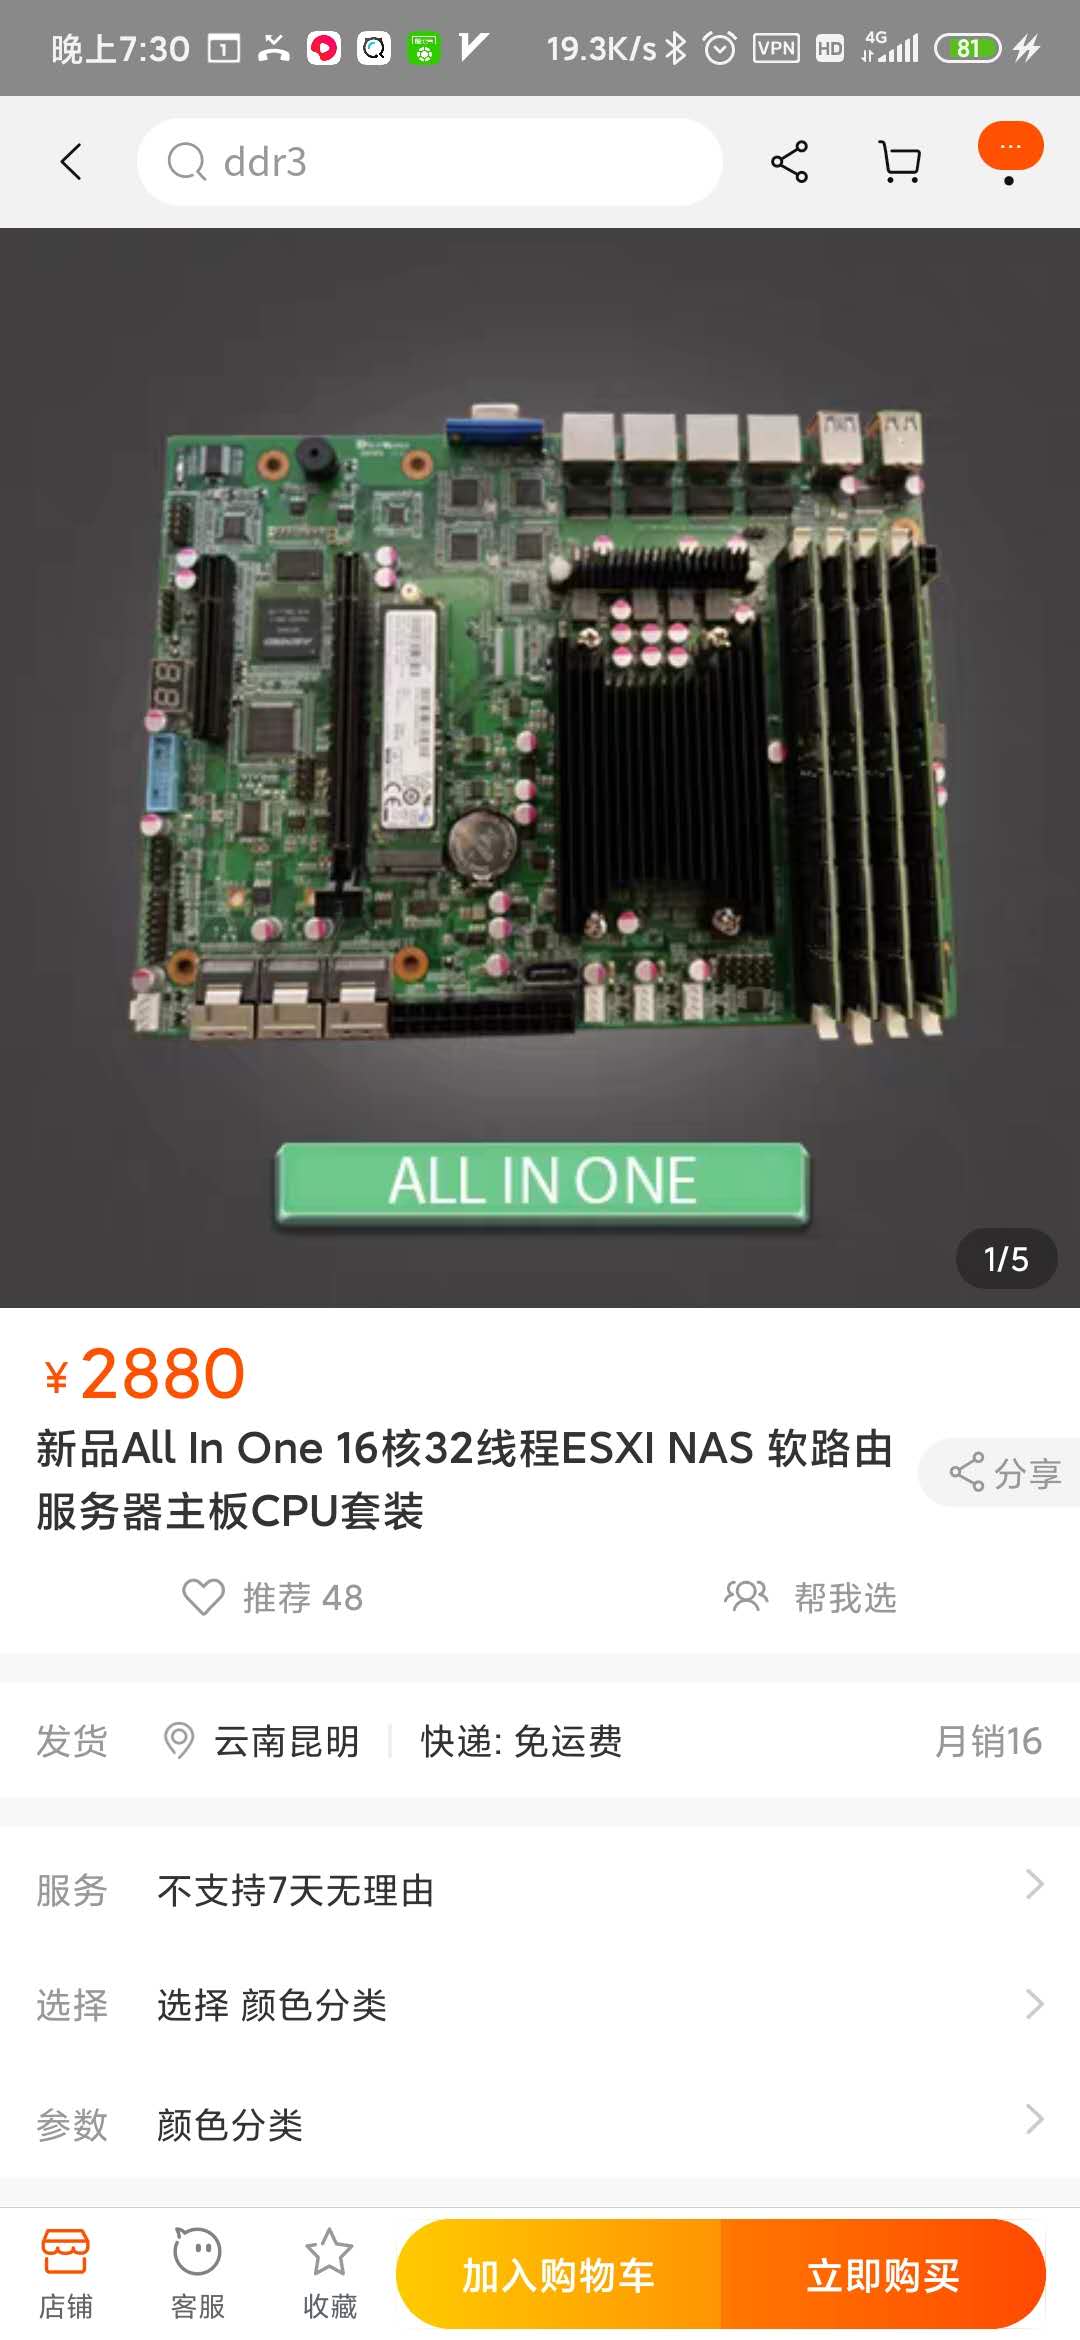 晚上7:30
1
19.3K/s
VPN
HD
4G
81
ddr3
ALL IN ONE
1/5
¥2880
新品All In One 16核32线程ESXI NAS 软路由
服务器主板CPU套装
分享
推荐 48
帮我选
发货
云南昆明
快递: 免运费
月销16
服务
不支持7天无理由
选择
选择 颜色分类
参数
颜色分类
店铺
客服
收藏
加入购物车
立即购买